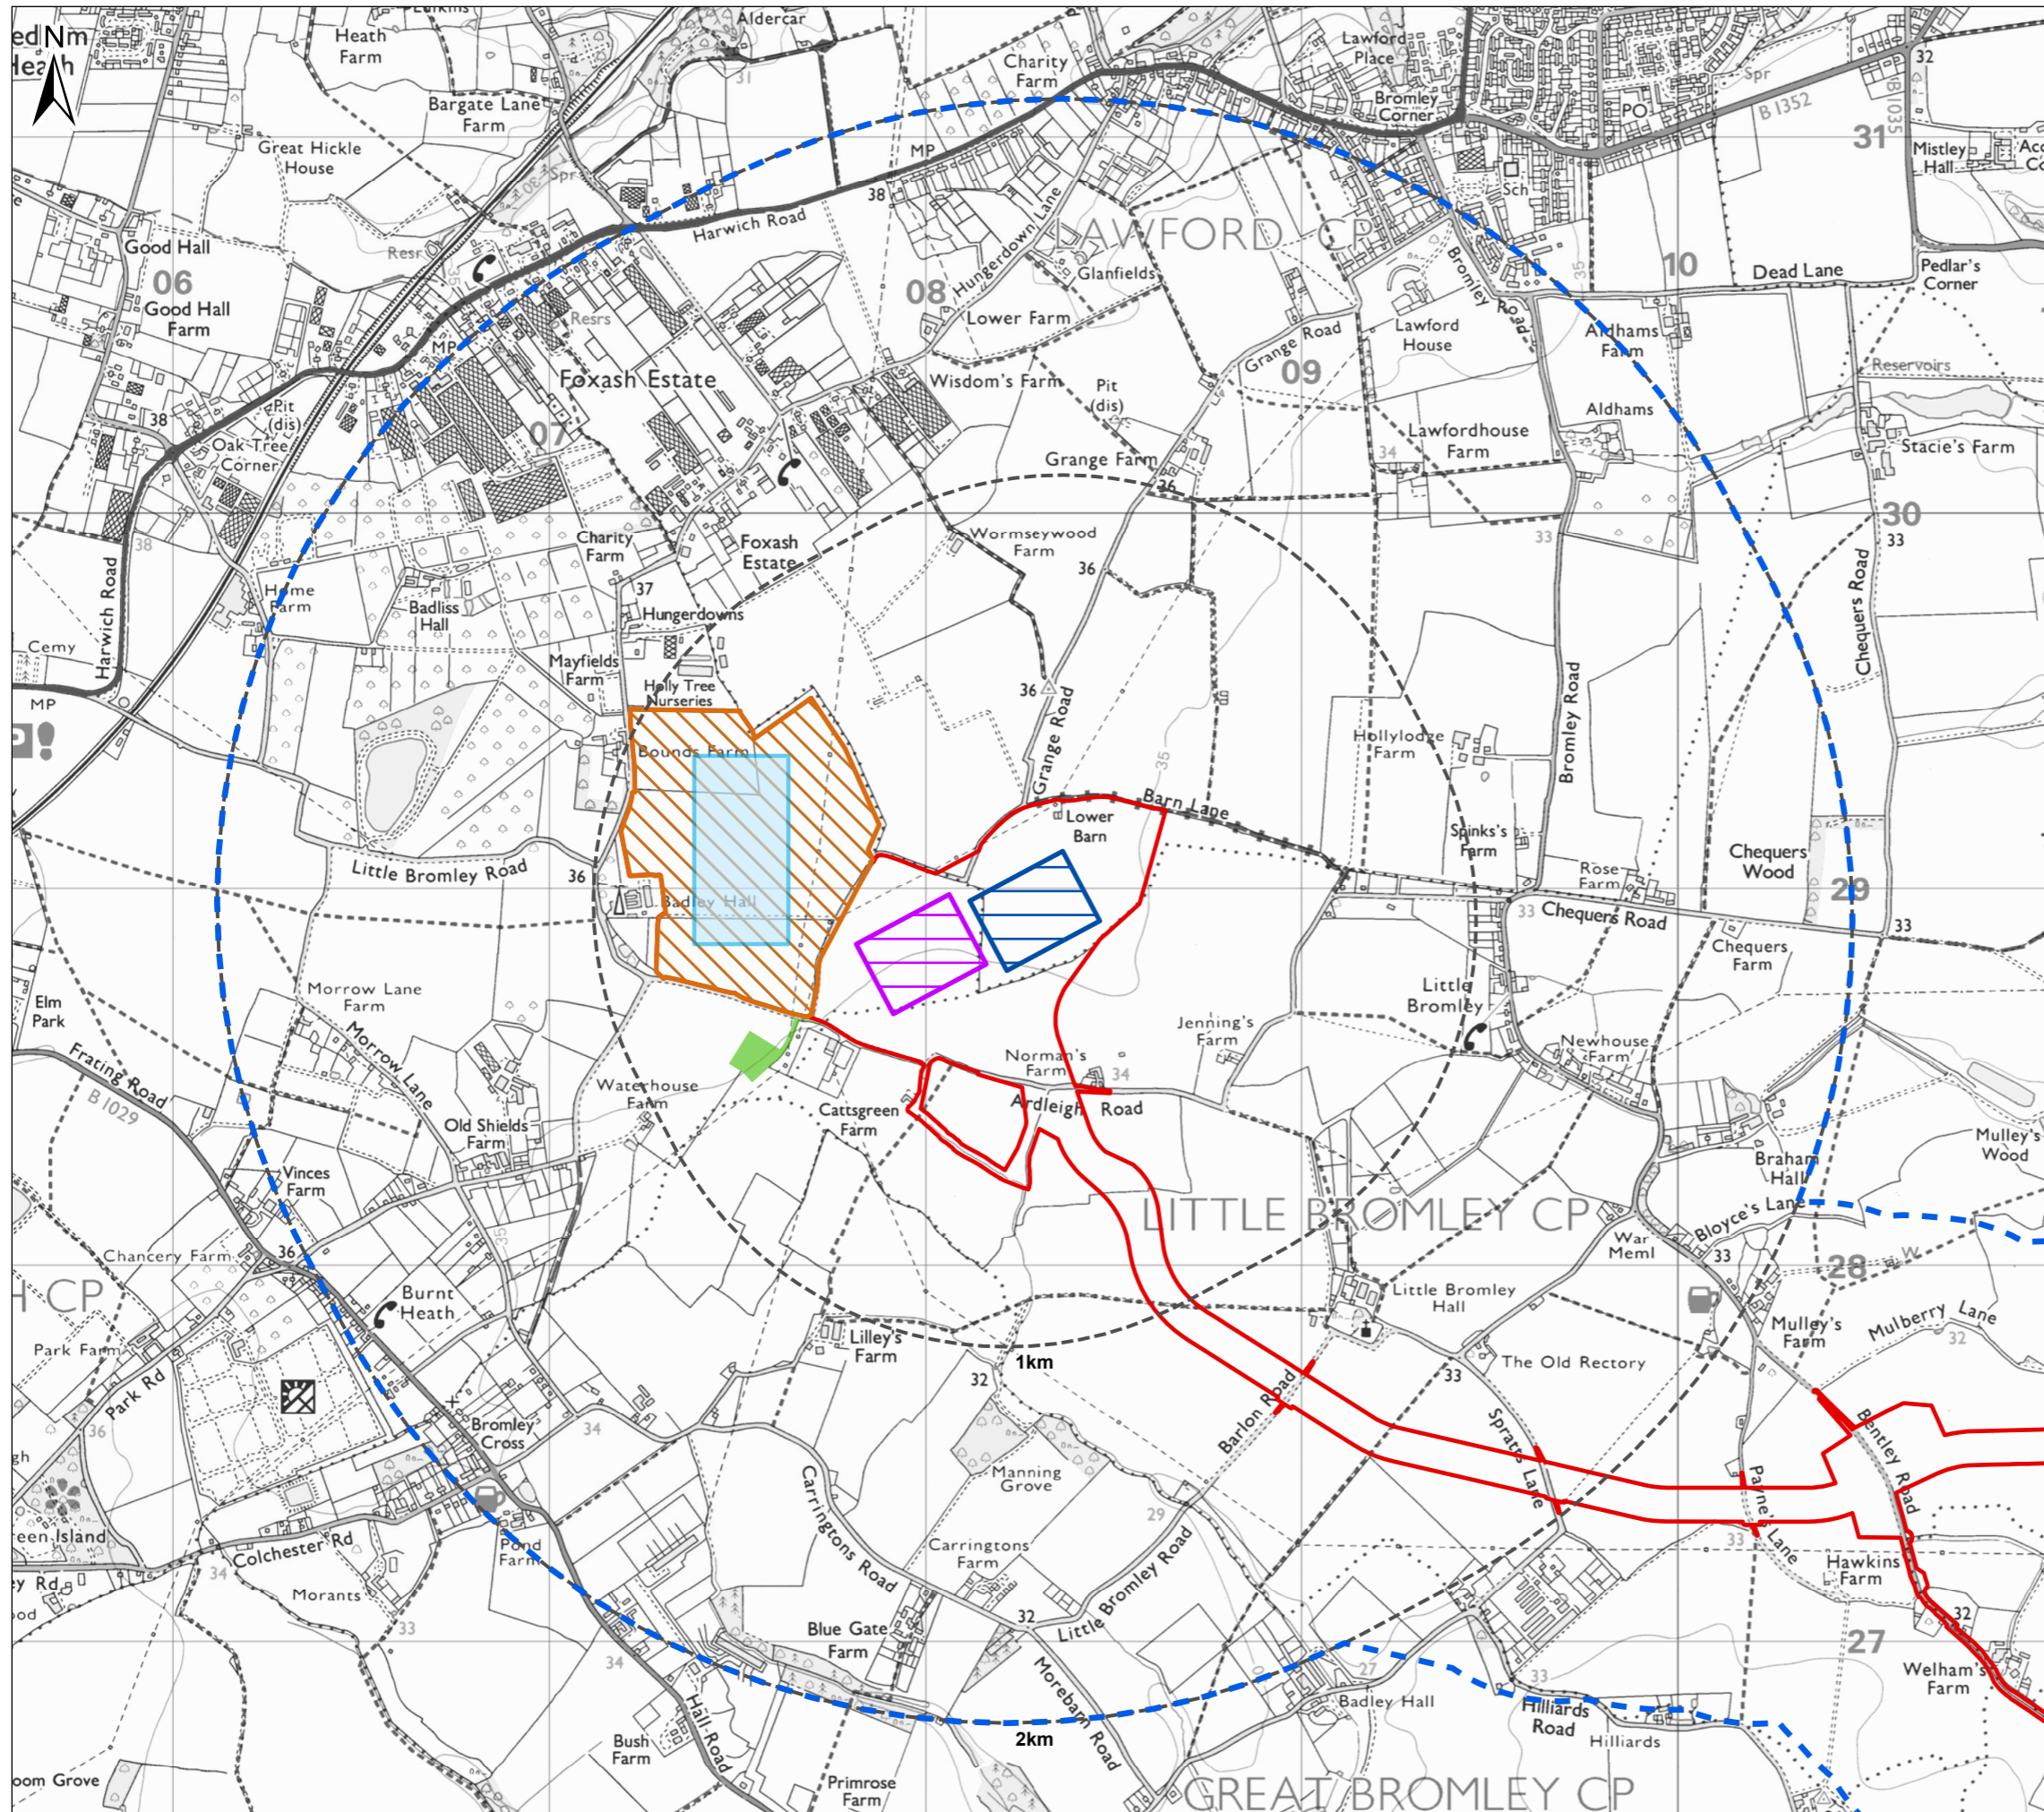 Aldercar
Heath
Farm
N
Heath
Lawford
Place
Charity
Farm
32
Spr
31
Bargate Lane
Farm
Bromley
Corner
PO
B 1352
B 1035
31
Great Hickle
House
MP
Mistley
Hall
Spr
Sch
38
Harwich Road
Hungerdown Lane
LAWFORD CP
Good Hall
Resr
35
Glanfields
Bromley Road
35
10
Dead Lane
Pedlar's
Corner
06
08
Good Hall
Farm
Resrs
Lower Farm
Grange Road
Lawford
House
Aldhams
Farm
MP
Reservoirs
Foxash Estate
Wisdom's Farm
09
Pit
(dis)
Pit
(dis)
38
07
Aldhams
Oak Tree
Corner
Lawfordhouse
Farm
34
Stacie's Farm
Grange Farm
36
30
38
Charity
Farm
Foxash
Estate
Wormseywood
Farm
33
33
36
Harwich Road
Home
Farm
37
Badliss
Hall
Hungerdowns
Chequers Road
Cemy
Mayfields
Farm
Holly Tree
Nurseries
36
Grange Road
Bromley Road
MP
Bounds Farm
35
Hollylodge
Farm
Barn Lane
Lower
Barn
Spinks's
Farm
Little Bromley Road
36
Chequers
Wood
Rose
Farm
29
Badley Hall
33
Chequers Road
33
Chequers
Farm
Elm
Park
Morrow Lane
Farm
Little
Bromley
Jenning's
Farm
Morrow Lane
Frating Road
B 1029
Norman's
Farm
34
Newhouse
Farm
Waterhouse
Farm
Cattsgreen
Farm
Ardleigh Road
Old Shields
Farm
Mulley's
Wood
Braham
Hall
Vinces
Farm
LITTLE BROMLEY CP
Bloyce's Lane
35
War
Meml
33
Chancery Farm
36
28
W
H CP
Burnt
Heath
Little Bromley
Hall
Mulberry Lane
32
Mulley's
Farm
Park Farm
Lilley's
Farm
1km
The Old Rectory
32
33
Park Rd
Barlon Road
Bentley Road
36
34
Bromley
Cross
Spratts Lane
Manning
Grove
Carringtons Road
Payne's Lane
29
33
Green Island
Colchester Rd
Pond
Farm
Carringtons
Farm
Little Bromley Road
Hawkins
Farm
34
Morants
32
32
33
Blue Gate
Farm
27
34
27
33
Morebarn Road
Welham's
Farm
Badley Hall
Hilliards
Road
Hall Road
2km
Bush
Farm
Hilliards
Primrose
Farm
GREAT BROMLEY CP